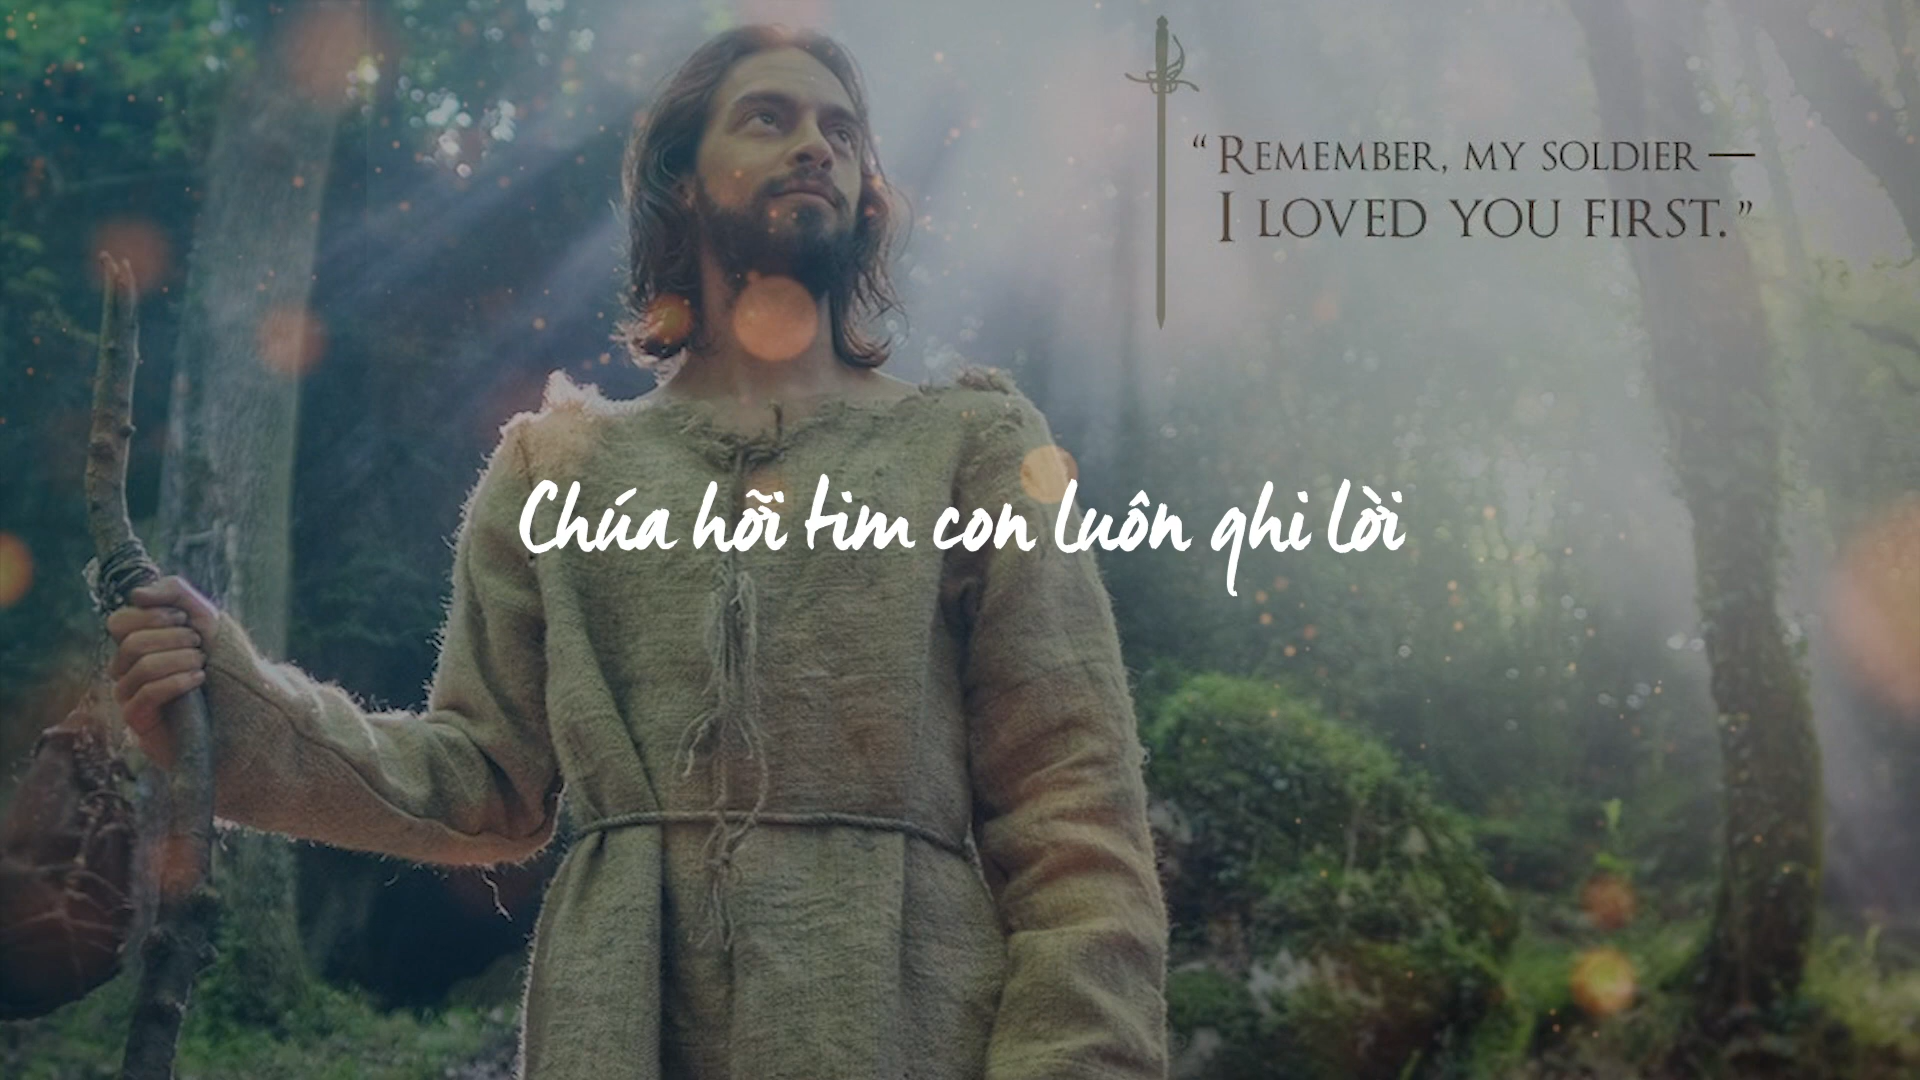 “Remember, my soldier—
I loved you first.”
Chúa hỡi tim con luôn ghi lời